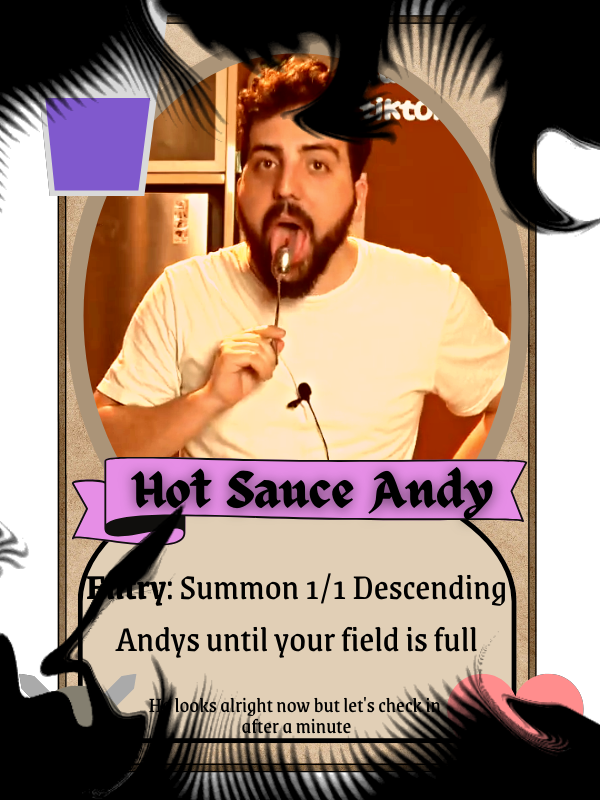 Hot Sauce Andy
Entry: Summon 1/1 Descending
Andys until your field is full
He looks alright now but let's check in
after a minute